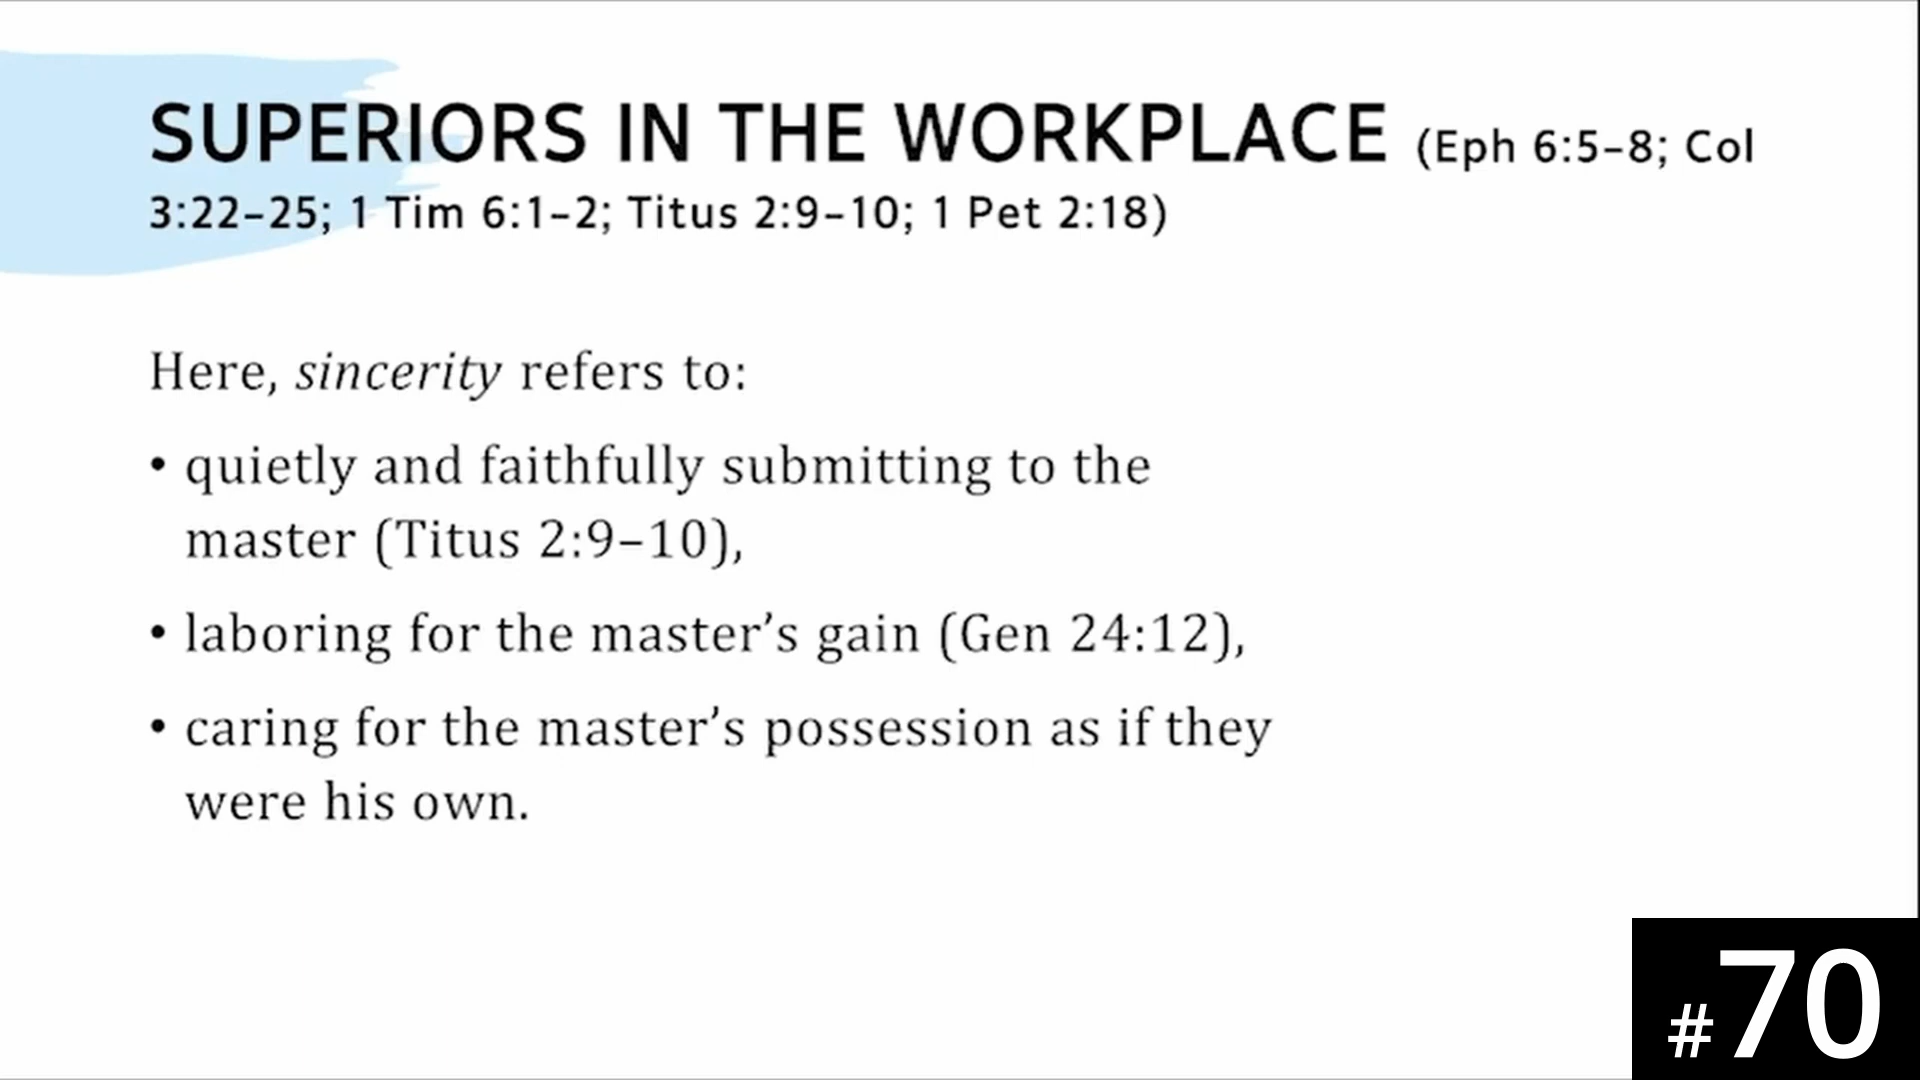 SUPERIORS IN THE WORKPLACE (Eph 6:5–8; Col
3:22–25; 1 Tim 6:1–2; Titus 2:9–10; 1 Pet 2:18)
Here, sincerity refers to:
• quietly and faithfully submitting to the
master (Titus 2:9–10),
• laboring for the master’s gain (Gen 24:12),
• caring for the master’s possession as if they
were his own.
#70